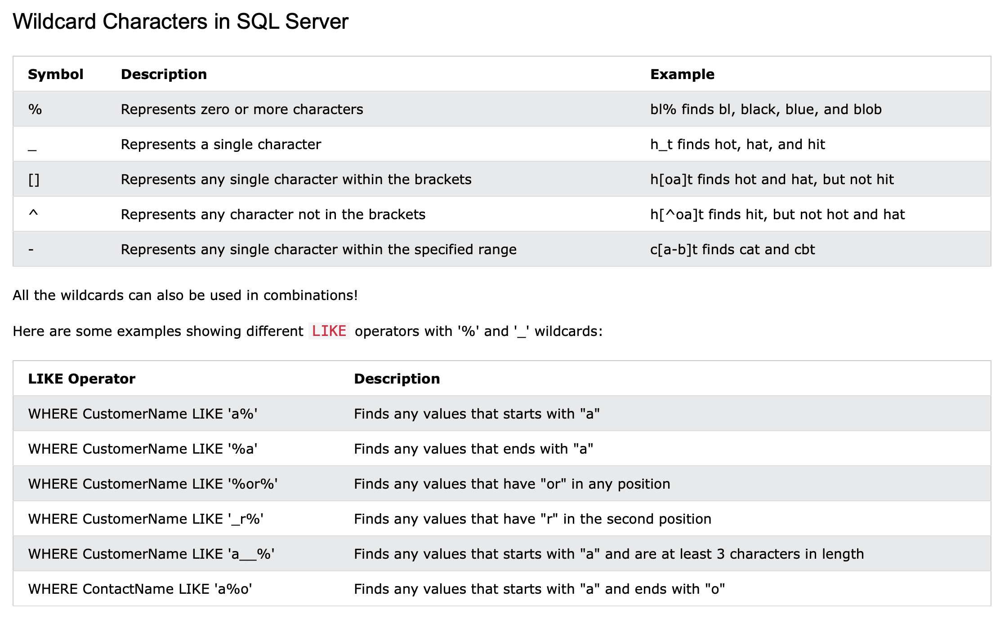 Wildcard Characters in SQL Server
Symbol Description Example
% Represents zero or more characters bl% finds bl, black, blue, and blob
_ Represents a single character h_t finds hot, hat, and hit
[] Represents any single character within the brackets h[oa]t finds hot and hat, but not hit
^ Represents any character not in the brackets h[^oa]t finds hit, but not hot and hat
- Represents any single character within the specified range c[a-b]t finds cat and cbt
All the wildcards can also be used in combinations!
Here are some examples showing different LIKE operators with '%' and '_' wildcards:
LIKE Operator Description
WHERE CustomerName LIKE 'a%' Finds any values that starts with "a"
WHERE CustomerName LIKE '%a' Finds any values that ends with "a"
WHERE CustomerName LIKE '%or%' Finds any values that have "or" in any position
WHERE CustomerName LIKE '_r%' Finds any values that have "r" in the second position
WHERE CustomerName LIKE 'a__%' Finds any values that starts with "a" and are at least 3 characters in length
WHERE ContactName LIKE 'a%o' Finds any values that starts with "a" and ends with "o"